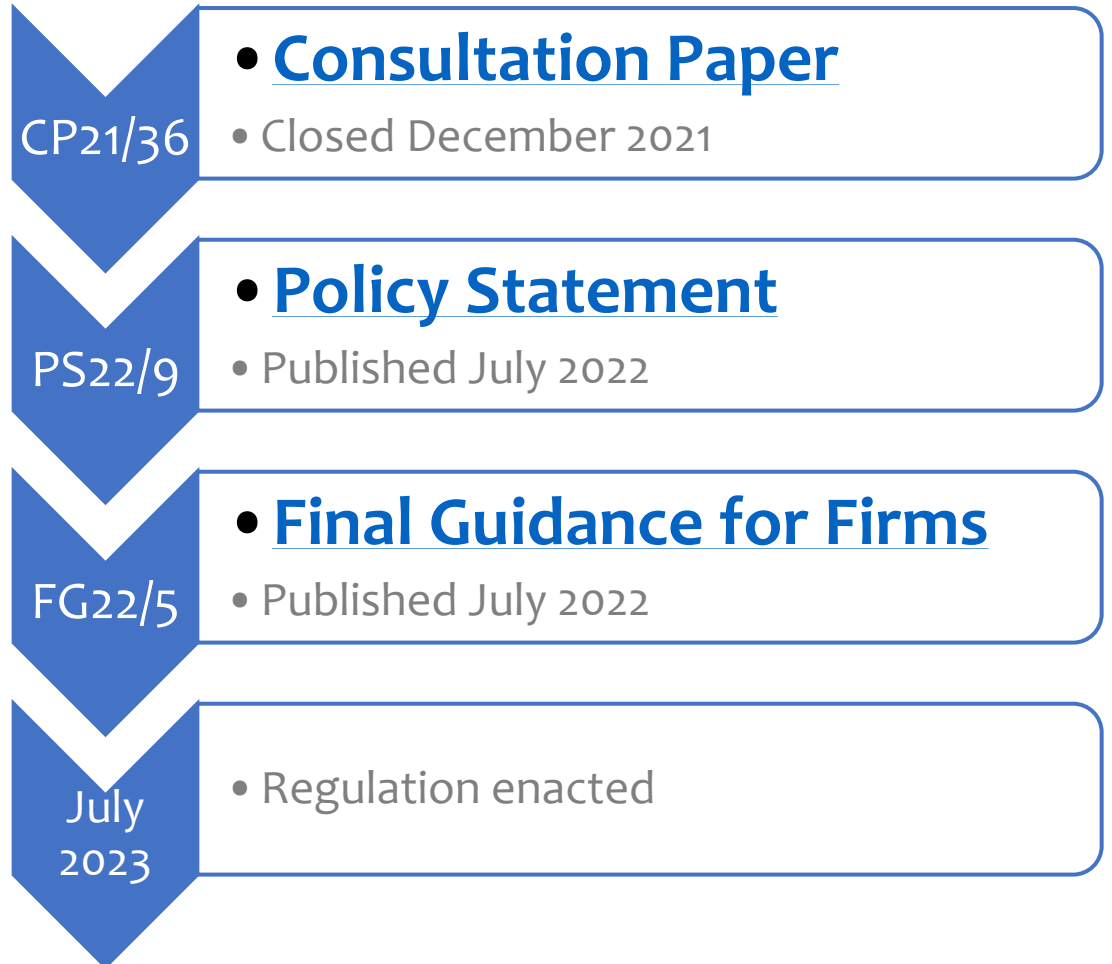 CP21/36
• Consultation Paper
• Closed December 2021
PS22/9
• Policy Statement
• Published July 2022
FG22/5
• Final Guidance for Firms
• Published July 2022
July
2023
• Regulation enacted